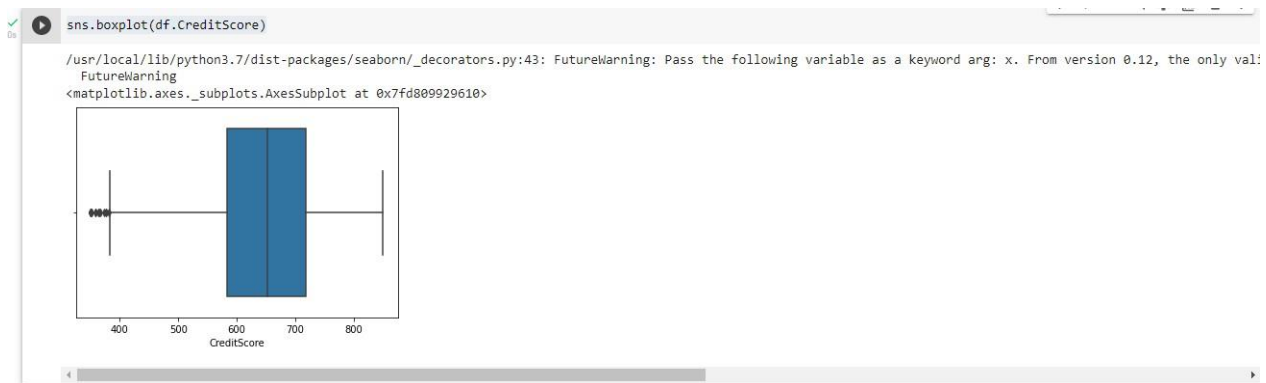 0s
sns.boxplot(df.CreditScore)
/usr/local/lib/python3.7/dist-packages/seaborn/_decorators.py:43: FutureWarning: Pass the following variable as a keyword arg: x. From version 0.12, the only
FutureWarning
<matplotlib.axes._subplots.AxesSubplot at 0x7fd809929610>
400 500 600 700 800
CreditScore